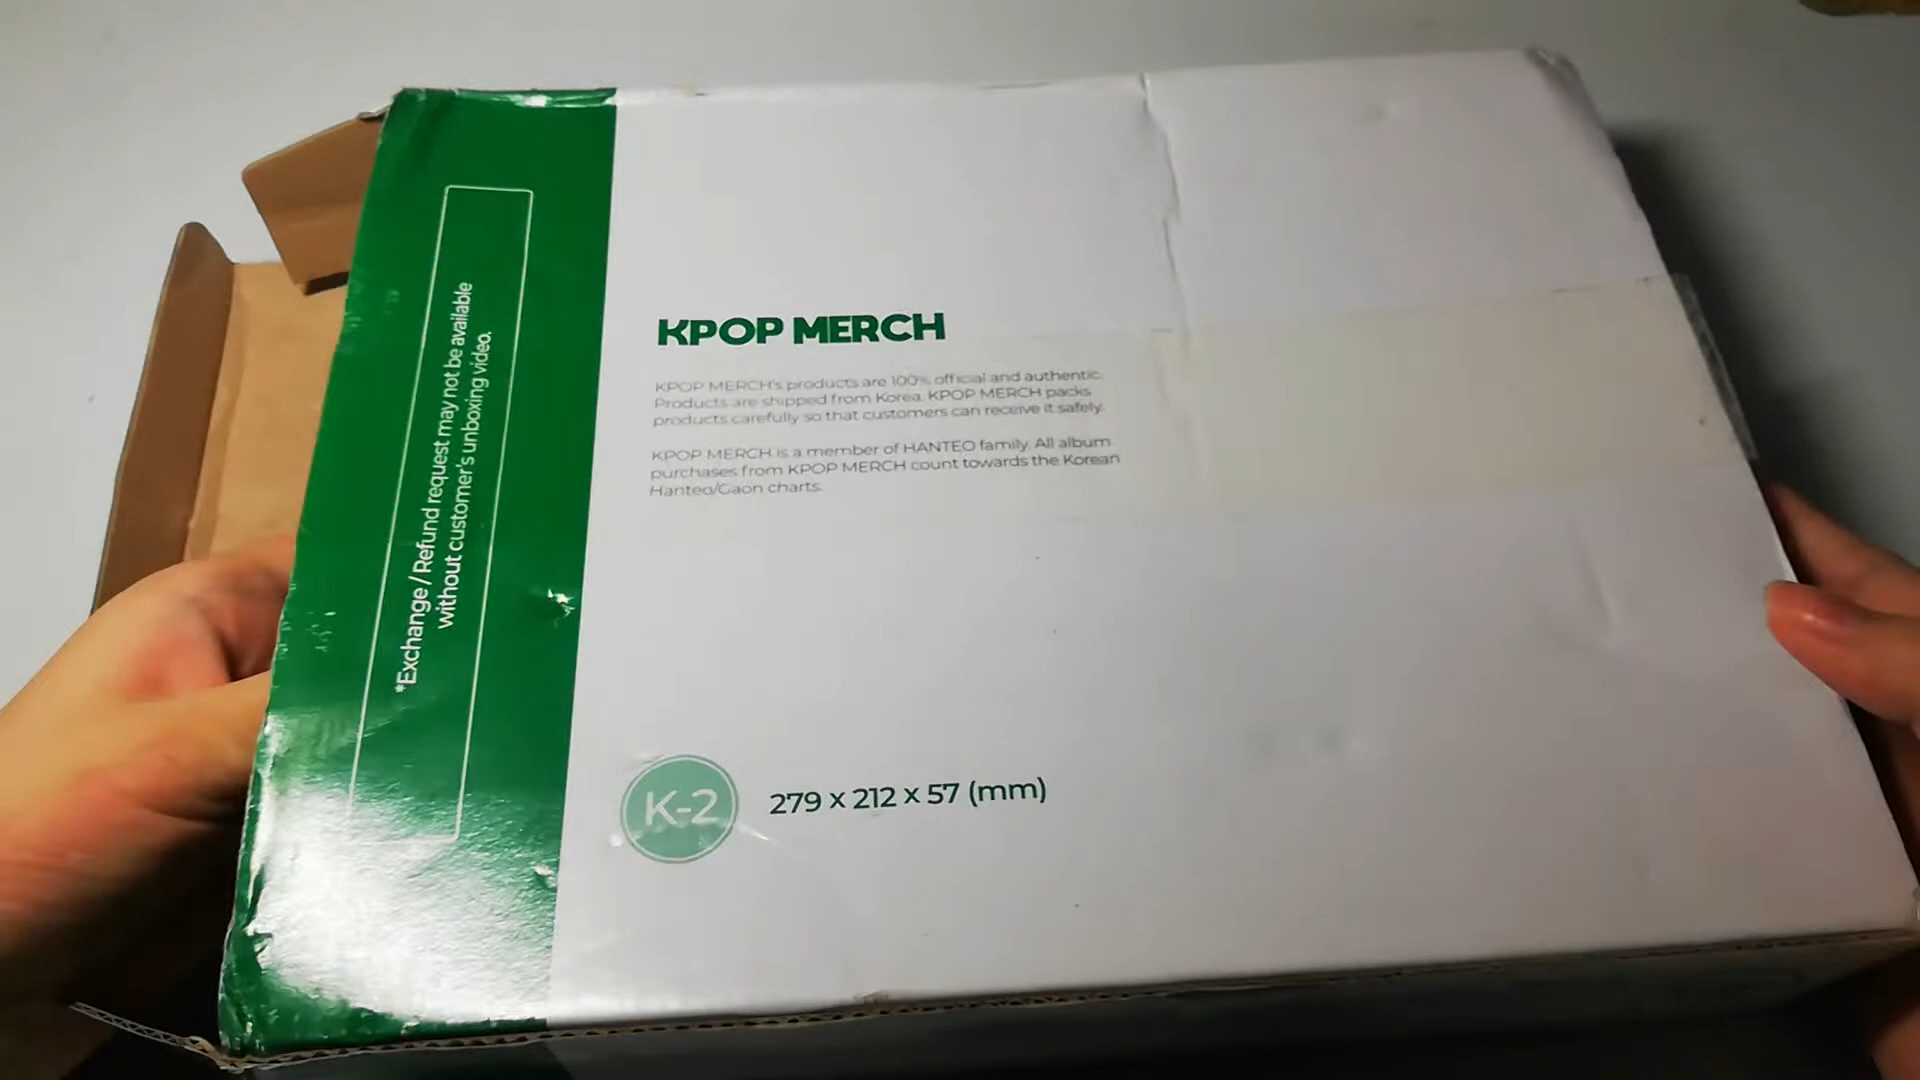 *Exchange / Refund request may not be available
without customer's unboxing video.
KPOP MERCH
KPOP MERCH's products are 100% official and authentic.
Products are shipped from Korea. KPOP MERCH packs
products carefully so that customers can receive it safely.
KPOP MERCH is a member of HANTEO family. All album
purchases from KPOP MERCH count towards the Korean
Hanteo/Gaon charts.
K-2
279 x 212 x 57 (mm)